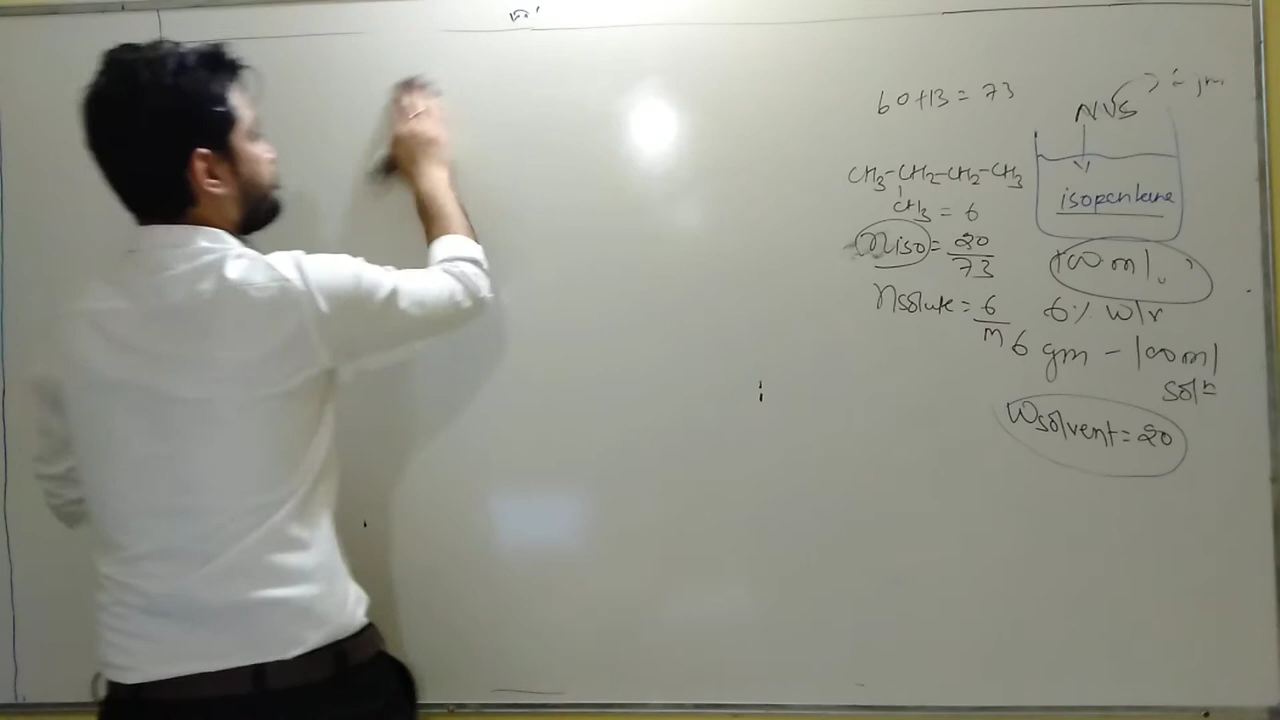 60+13=73
NVS
CH3-CH2-CH2-CH3
CH3 = 6
isopentane
niso = 20/73
100 ml
nsolute = 6/m
6% w/v
6 gm - 100 ml
soln
Wsolvent = 20